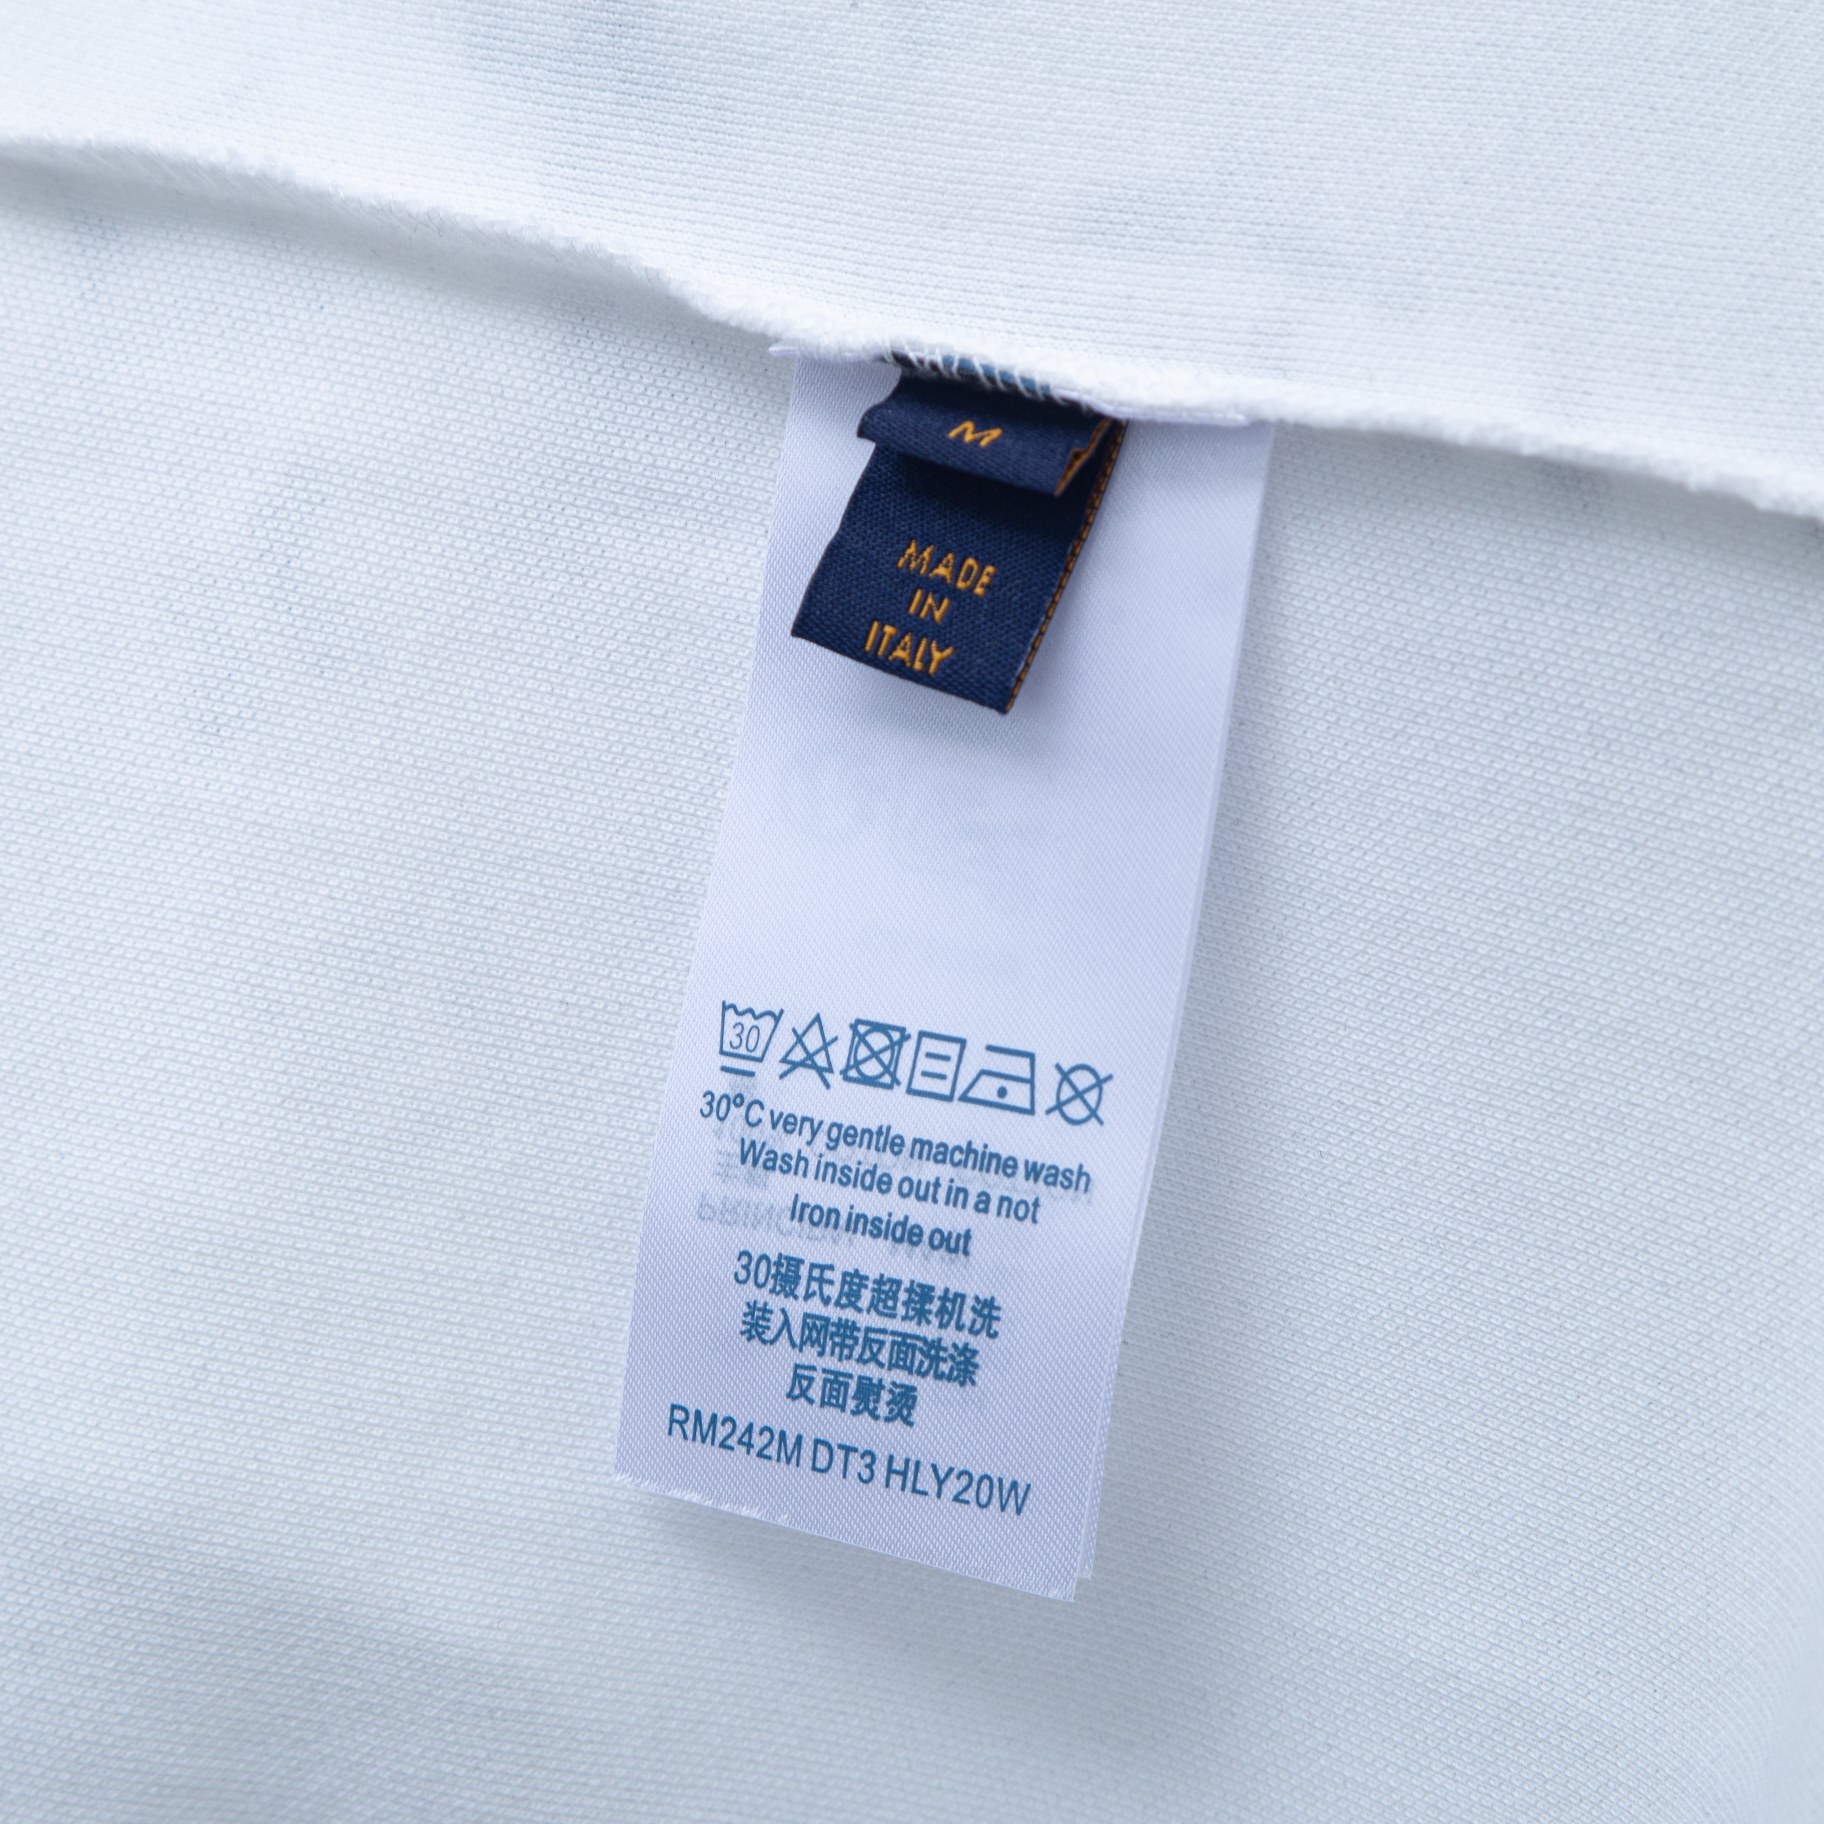 M
MADE
IN
ITALY
30
30°C very gentle machine wash
Wash inside out in a not
Iron inside out
30摄氏度超揉机洗
装入网带反面洗涤
反面熨烫
RM242M DT3 HLY20W